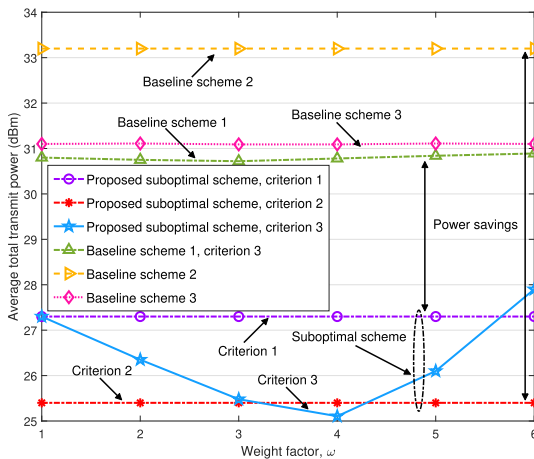 34
33
32
31
30
29
28
27
26
25
Average total transmit power (dBm)
Baseline scheme 2
Baseline scheme 1
Baseline scheme 3
Proposed suboptimal scheme, criterion 1
Proposed suboptimal scheme, criterion 2
Proposed suboptimal scheme, criterion 3
Baseline scheme 1, criterion 3
Baseline scheme 2
Baseline scheme 3
Power savings
Criterion 1
Suboptimal scheme
Criterion 2
Criterion 3
1 2 3 4 5 6
Weight factor, ω